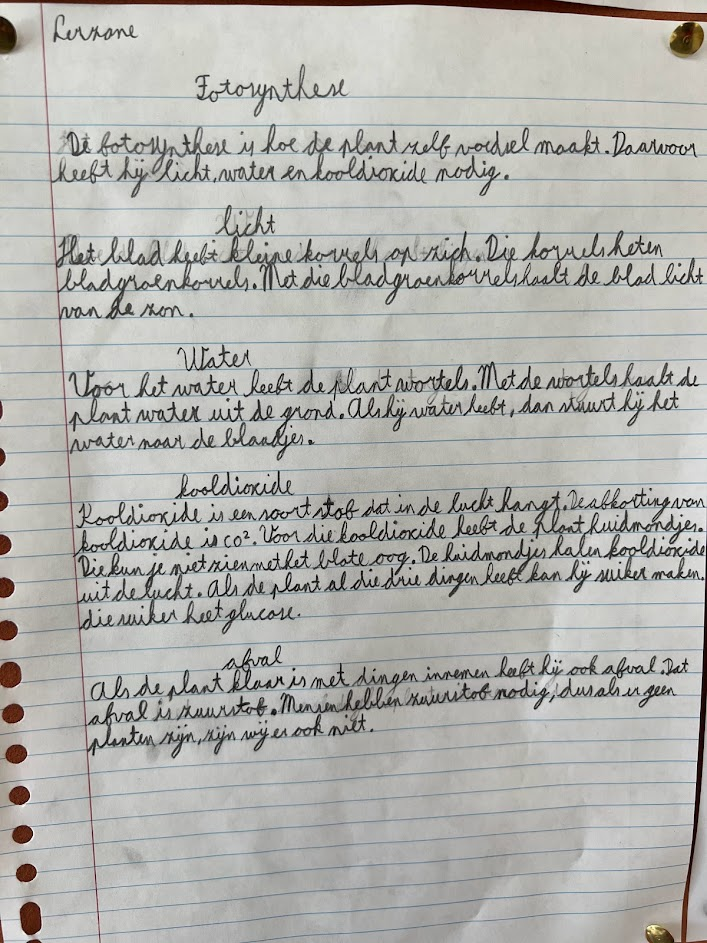 Lerzane
Fotosynthese
De fotosynthese is hoe de plant zelf voedsel maakt. Daarvoor
heeft hij licht, water en kooldioxide nodig.
licht
Het blad heeft kleine korrels op zich. Die korrels heten
bladgroenkorrels. Met die bladgroenkorrels haalt de blad licht
van de zon.
Water
Voor het water heeft de plant wortels. Met de wortels haalt de
plant water uit de grond. Als hij water heeft, dan stuurt hij het
water naar de blaadjes.
kooldioxide
Kooldioxide is een soort stof dat in de lucht hangt. De afkorting van
kooldioxide is CO². Voor die kooldioxide heeft de plant huidmondjes.
Die kun je niet zien met het blote oog. De huidmondjes halen kooldioxide
uit de lucht. Als de plant al die drie dingen heeft kan hij suiker maken.
die suiker heet glucose.
afval
Als de plant klaar is met dingen innemen heeft hij ook afval. Dat
afval is zuurstof. Mensen hebben zuurstof nodig, dus als er geen
planten zijn, zijn wij er ook niet.